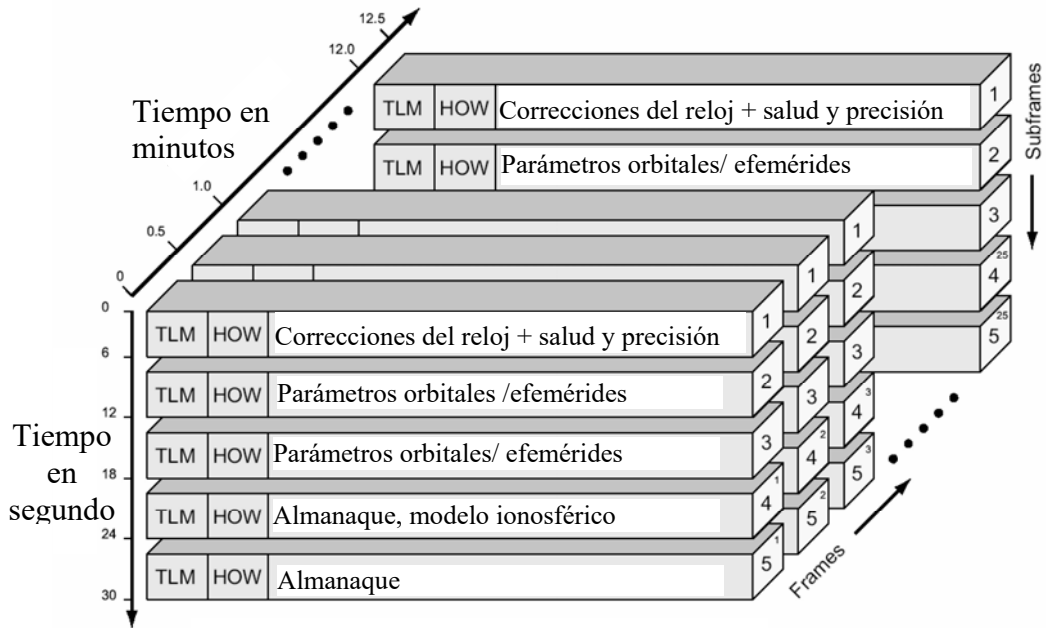 12.5
12.0
Tiempo en
minutos
1.0
0.5
0
TLM HOW Correcciones del reloj + salud y precisión 1
TLM HOW Parámetros orbitales/ efemérides 2
3
4 25
5 25
Subframes
1
2
3
4 3
5 3
1
2
3
4 2
5 2
0
TLM HOW Correcciones del reloj + salud y precisión 1
6
TLM HOW Parámetros orbitales /efemérides 2
12
TLM HOW Parámetros orbitales/ efemérides 3
18
TLM HOW Almanaque, modelo ionosférico 4 1
24
TLM HOW Almanaque 5 1
30
Tiempo
en
segundo
Frames